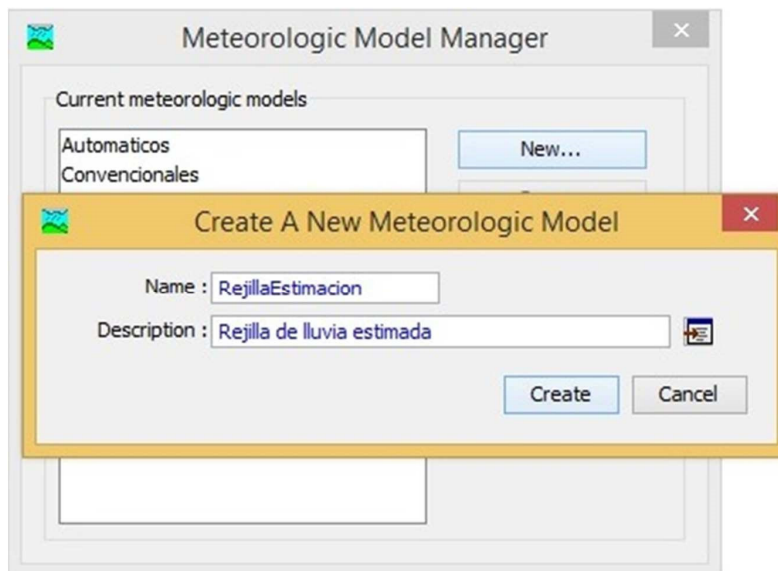 Meteorologic Model Manager
Current meteorologic models
Automaticos
New...
Convencionales
Create A New Meteorologic Model
Name : RejillaEstimacion
Description : Rejilla de lluvia estimada
Create Cancel